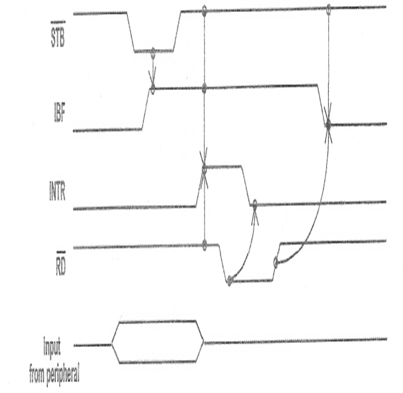 STB
IBF
INTR
RD
Input
from peripheral